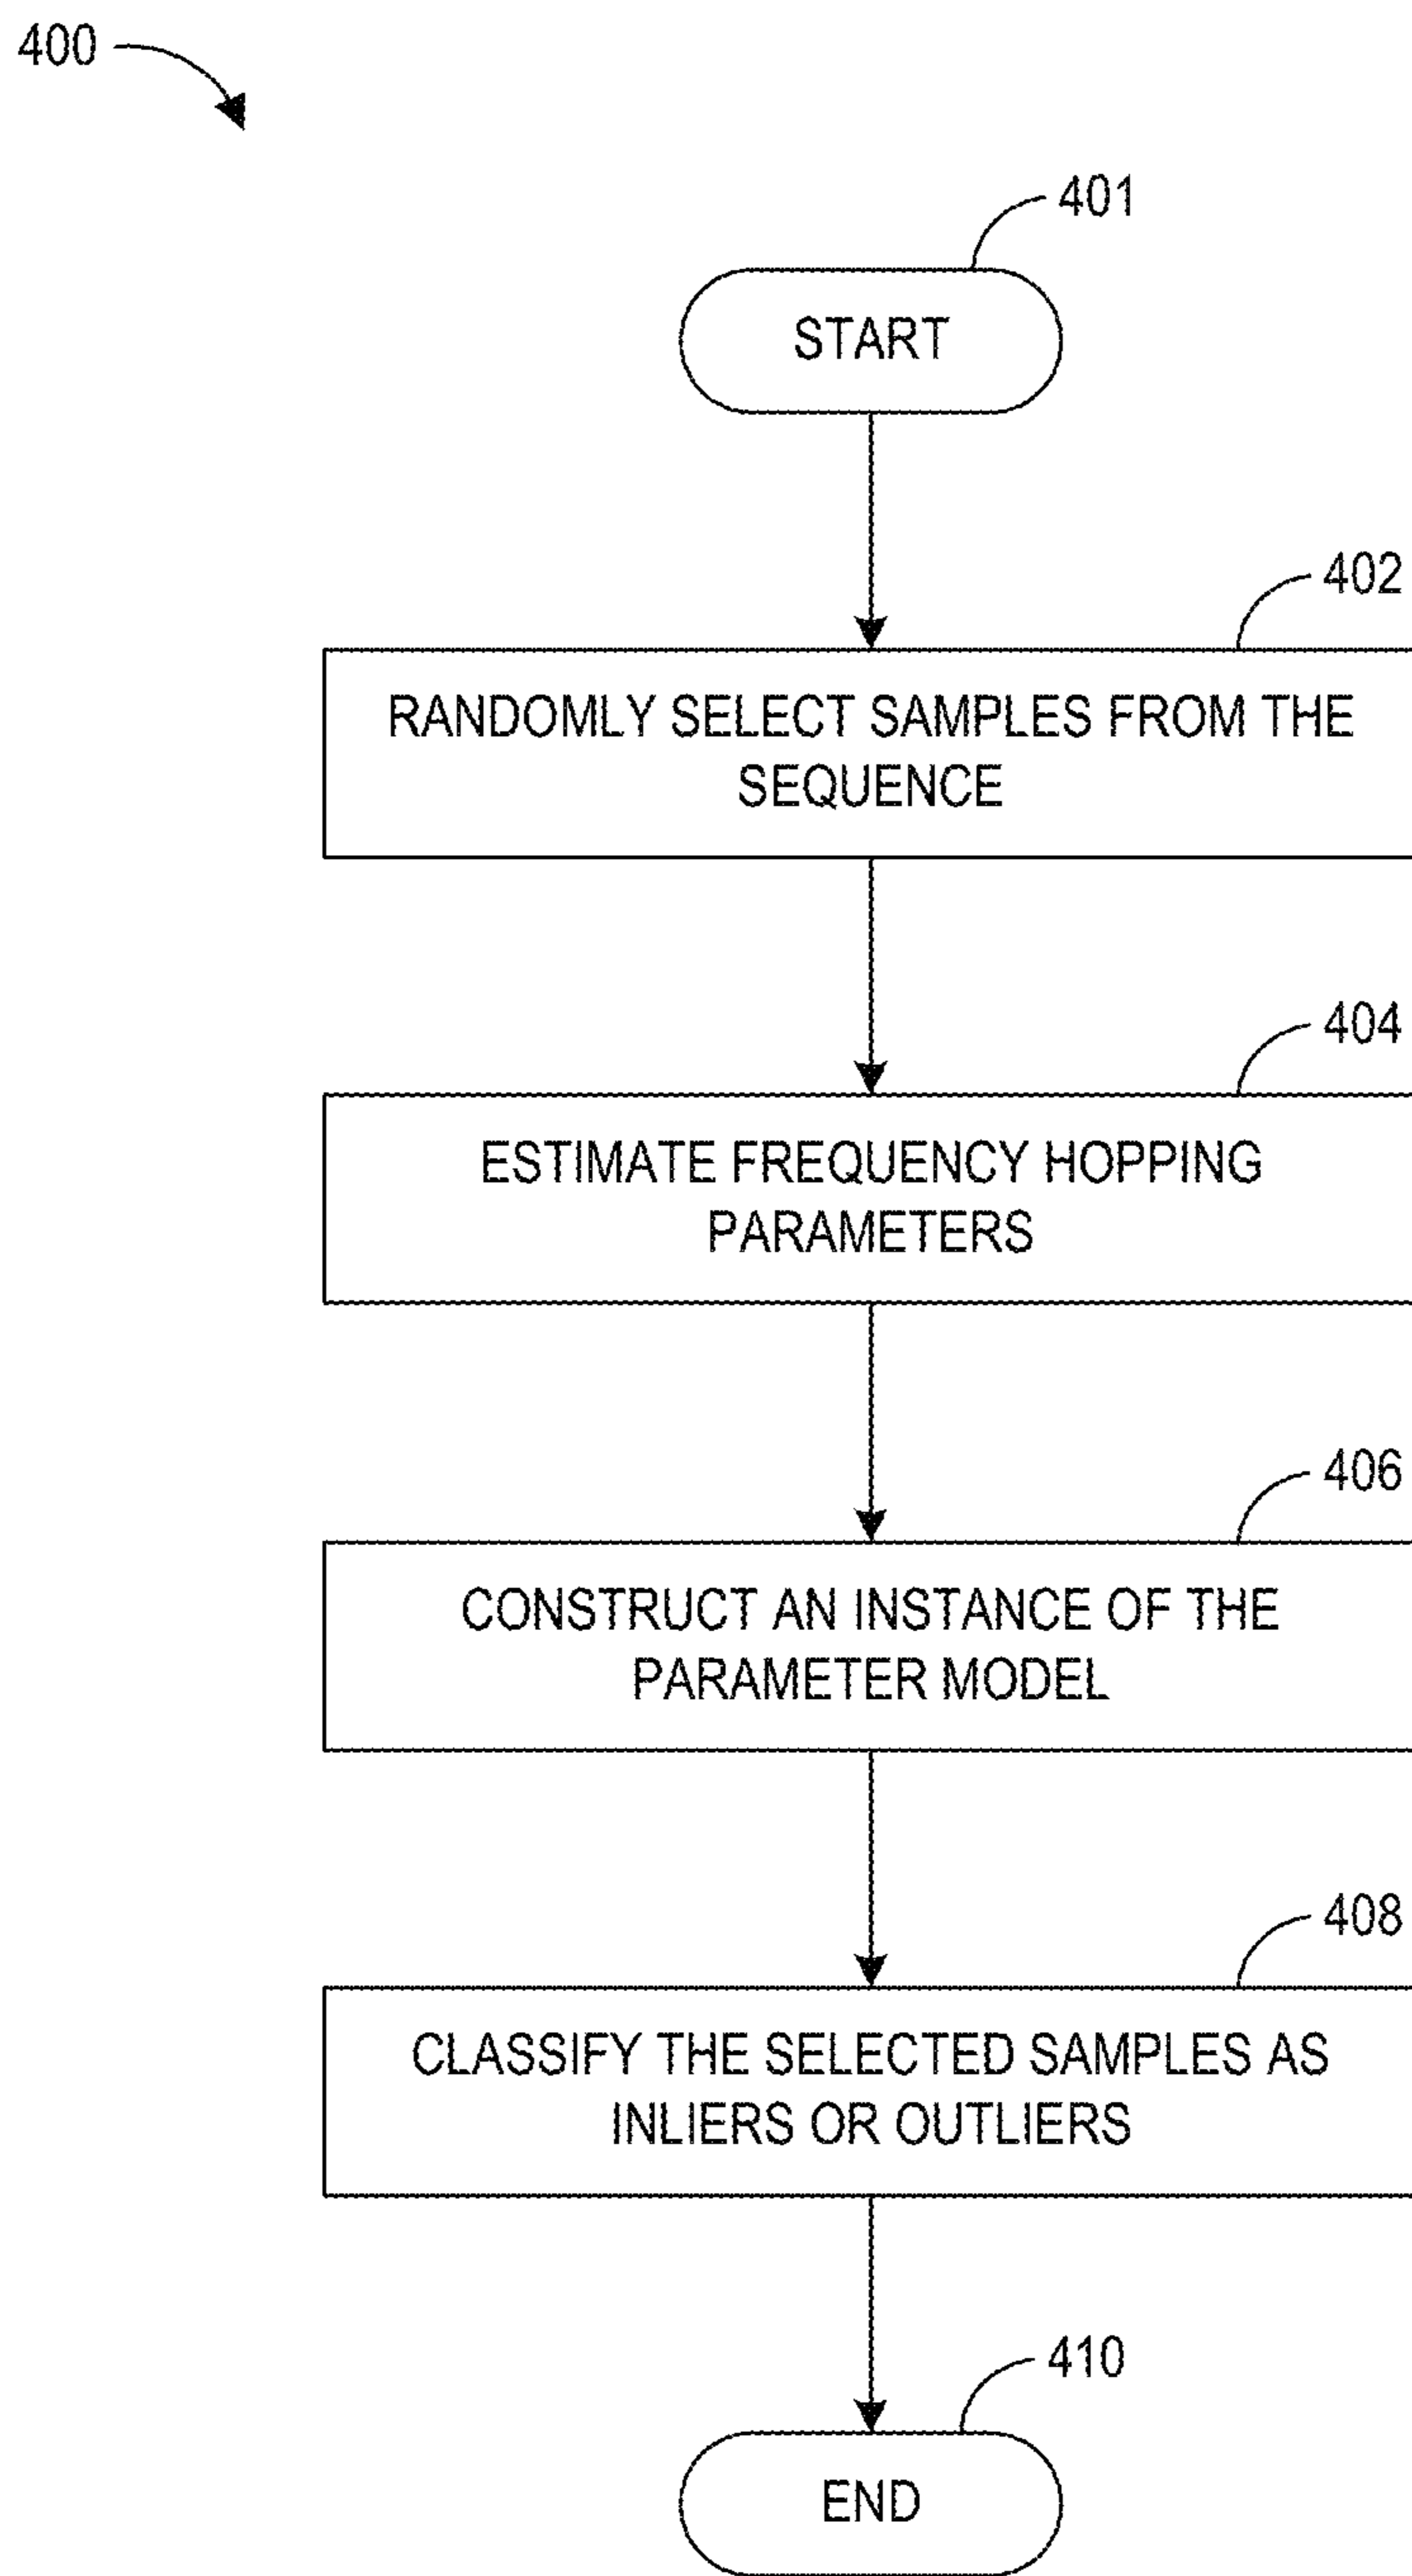 400
401
START
402
RANDOMLY SELECT SAMPLES FROM THE
SEQUENCE
404
ESTIMATE FREQUENCY HOPPING
PARAMETERS
406
CONSTRUCT AN INSTANCE OF THE
PARAMETER MODEL
408
CLASSIFY THE SELECTED SAMPLES AS
INLIERS OR OUTLIERS
410
END